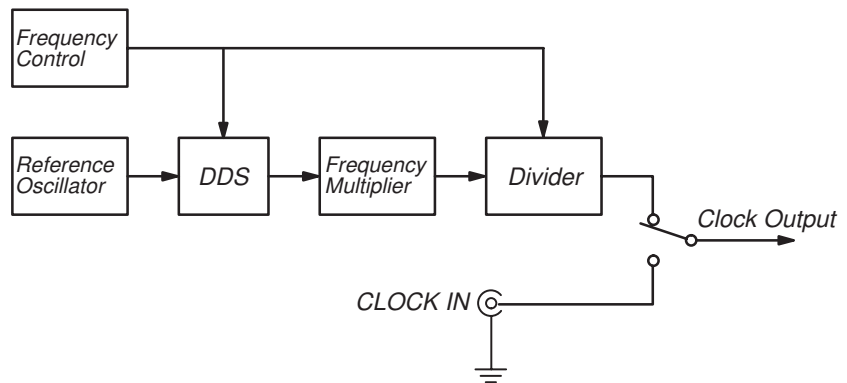 Frequency
Control
Reference
Oscillator
DDS
Frequency
Multiplier
Divider
Clock Output
CLOCK IN